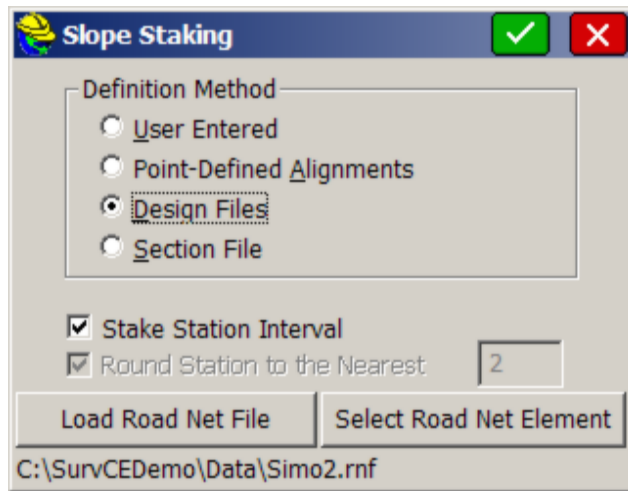 Slope Staking
Definition Method
User Entered
Point-Defined Alignments
Design Files
Section File
Stake Station Interval
Round Station to the Nearest 2
Load Road Net File Select Road Net Element
C:\SurvCEDemo\Data\Simo2.rnf